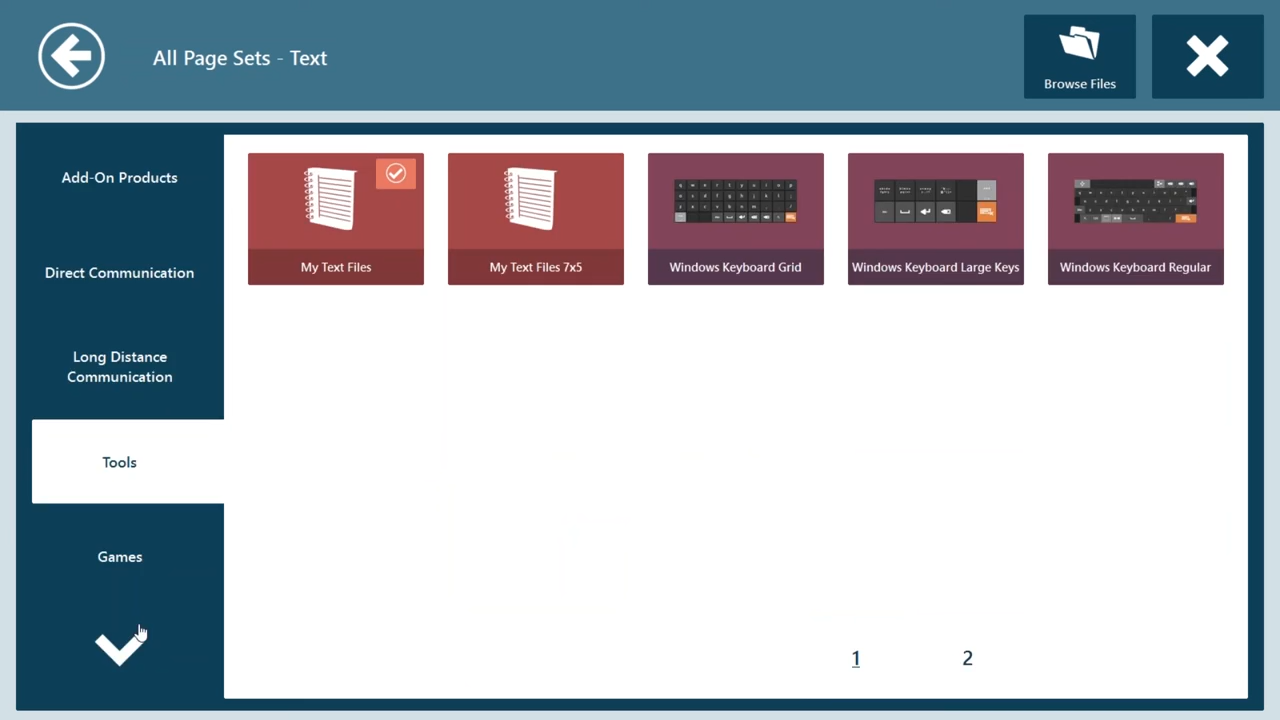 All Page Sets - Text
Browse Files
Add-On Products
Direct Communication
Long Distance
Communication
Tools
Games
My Text Files
My Text Files 7x5
Windows Keyboard Grid
Windows Keyboard Large Keys
Windows Keyboard Regular
1 2